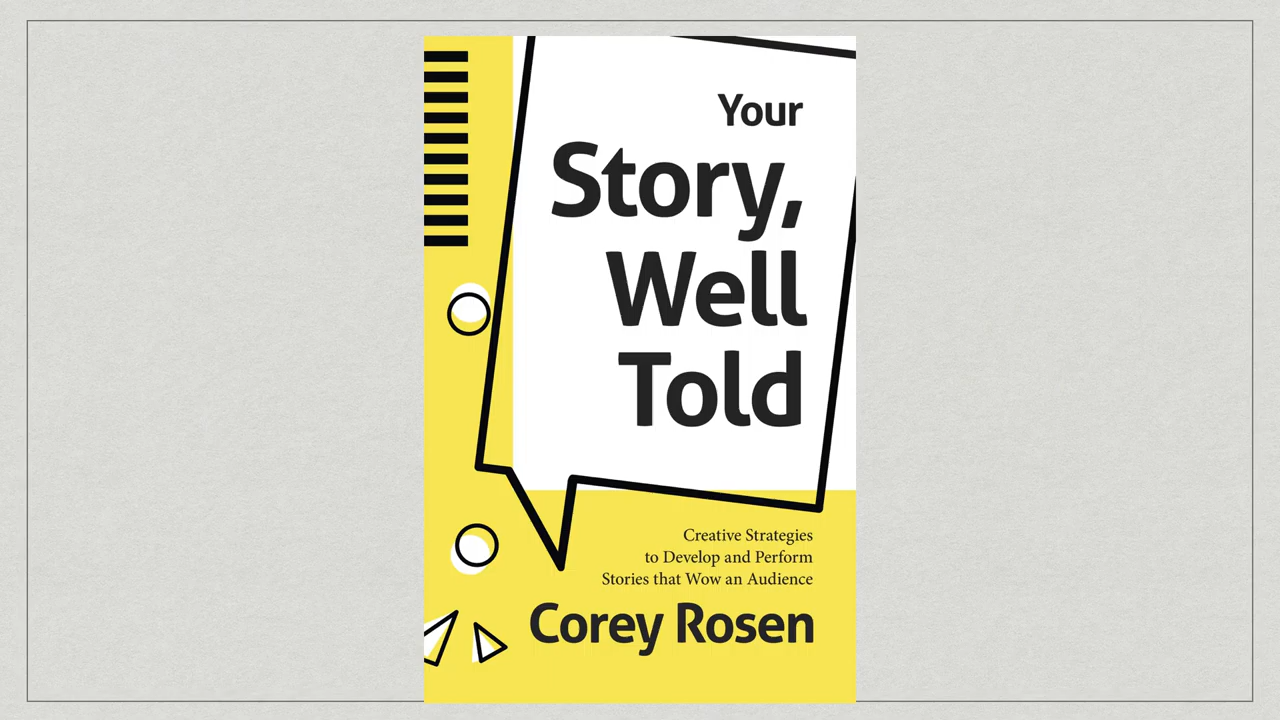 Your
Story,
Well
Told
Creative Strategies
to Develop and Perform
Stories that Wow an Audience
Corey Rosen